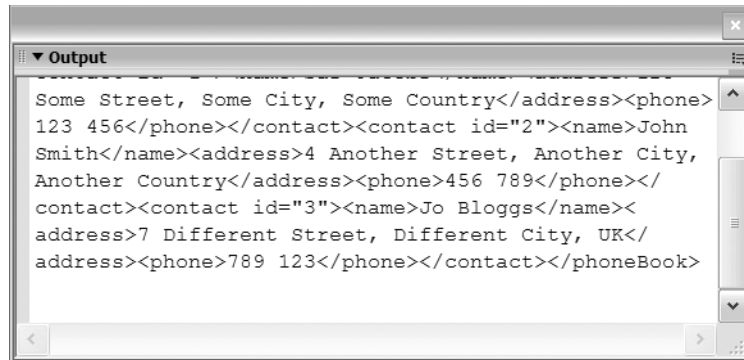 Output
Some Street, Some City, Some Country</address><phone>
123 456</phone></contact><contact id="2"><name>John
Smith</name><address>4 Another Street, Another City,
Another Country</address><phone>456 789</phone></
contact><contact id="3"><name>Jo Bloggs</name><
address>7 Different Street, Different City, UK</
address><phone>789 123</phone></contact></phoneBook>